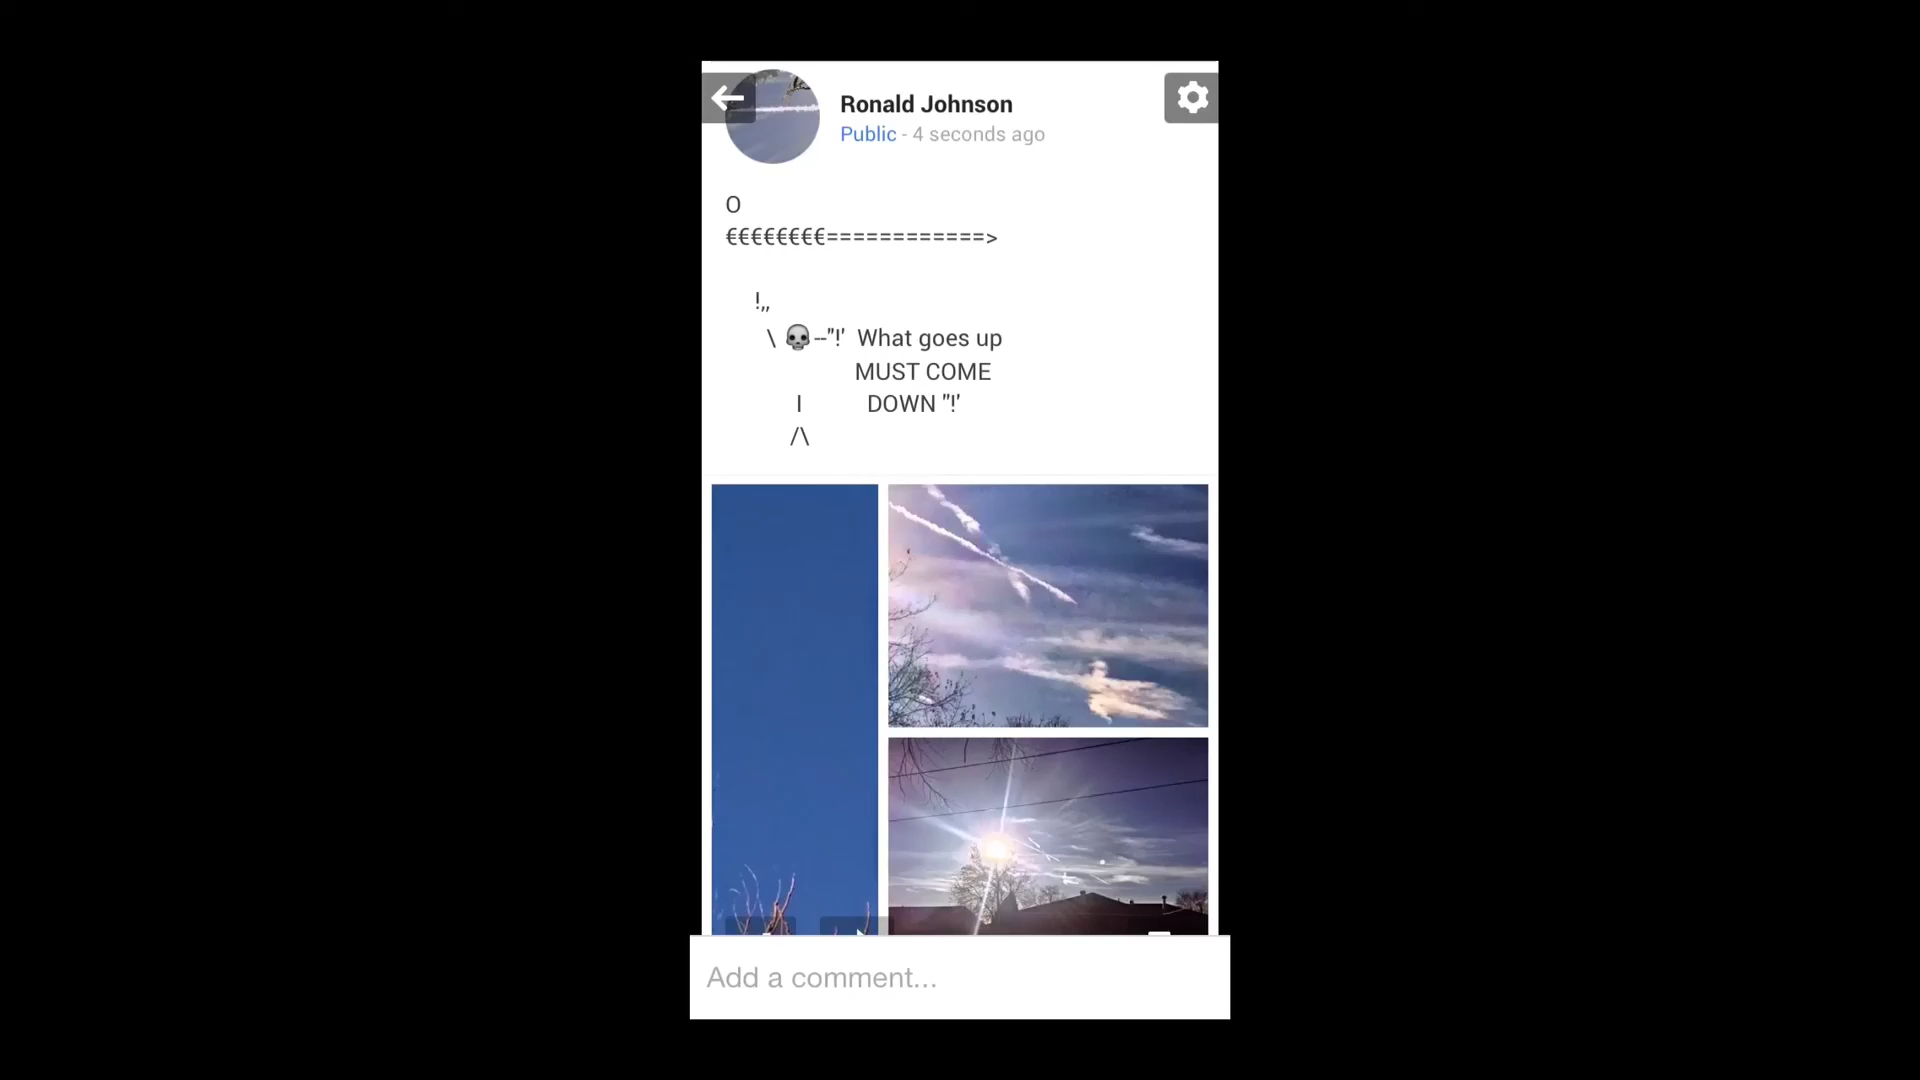 Ronald Johnson
Public - 4 seconds ago
O
€€€€€€€€============>
!,,
\ 💀--"!' What goes up
MUST COME
| DOWN "!'
/\
Add a comment...